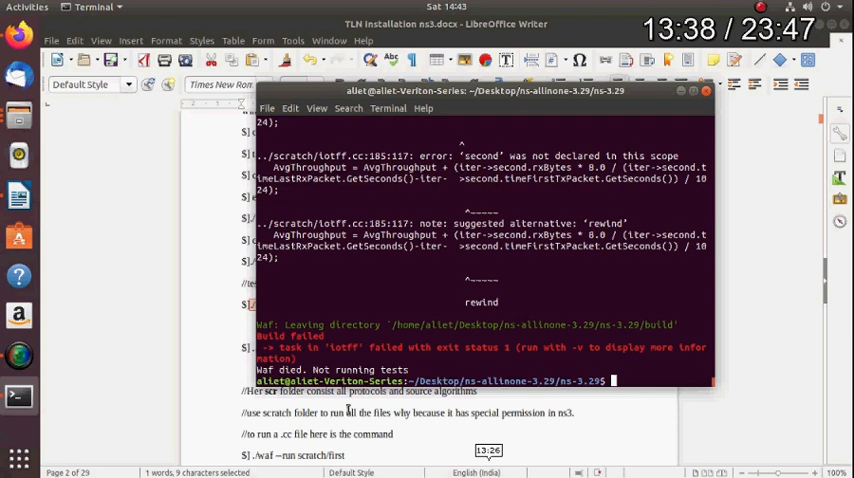 Activities
Terminal
Sat 14:43
13:38 / 23:47
TLN Installation ns3.docx - LibreOffice Writer
File Edit View Insert Format Styles Table Form Tools Window Help
Default Style
Times New Rom
aliet@aliet-Veriton-Series: ~/Desktop/ns-allinone-3.29/ns-3.29
File Edit View Search Terminal Help
24);
^
../scratch/iotff.cc:185:117: error: ‘second’ was not declared in this scope
AvgThroughput = AvgThroughput + (iter->second.rxBytes * 8.0 / (iter->second.t
imeLastRxPacket.GetSeconds()-iter- >second.timeFirstTxPacket.GetSeconds()) / 10
24);
^~~~~~
../scratch/iotff.cc:185:117: note: suggested alternative: ‘rewind’
AvgThroughput = AvgThroughput + (iter->second.rxBytes * 8.0 / (iter->second.t
imeLastRxPacket.GetSeconds()-iter- >second.timeFirstTxPacket.GetSeconds()) / 10
24);
^~~~~~
rewind
Waf: Leaving directory `/home/aliet/Desktop/ns-allinone-3.29/ns-3.29/build'
Build failed
-> task in 'iotff' failed with exit status 1 (run with -v to display more infor
mation)
Waf died. Not running tests
aliet@aliet-Veriton-Series:~/Desktop/ns-allinone-3.29/ns-3.29$
//Her scr folder consist all protocols and source algorithms
//use scratch folder to run all the files why because it has special permission in ns3.
//to run a .cc file here is the command
$] ./waf --run scratch/first
13:26
Page 2 of 29
1 words, 9 characters selected
Default Style
English (India)
100%